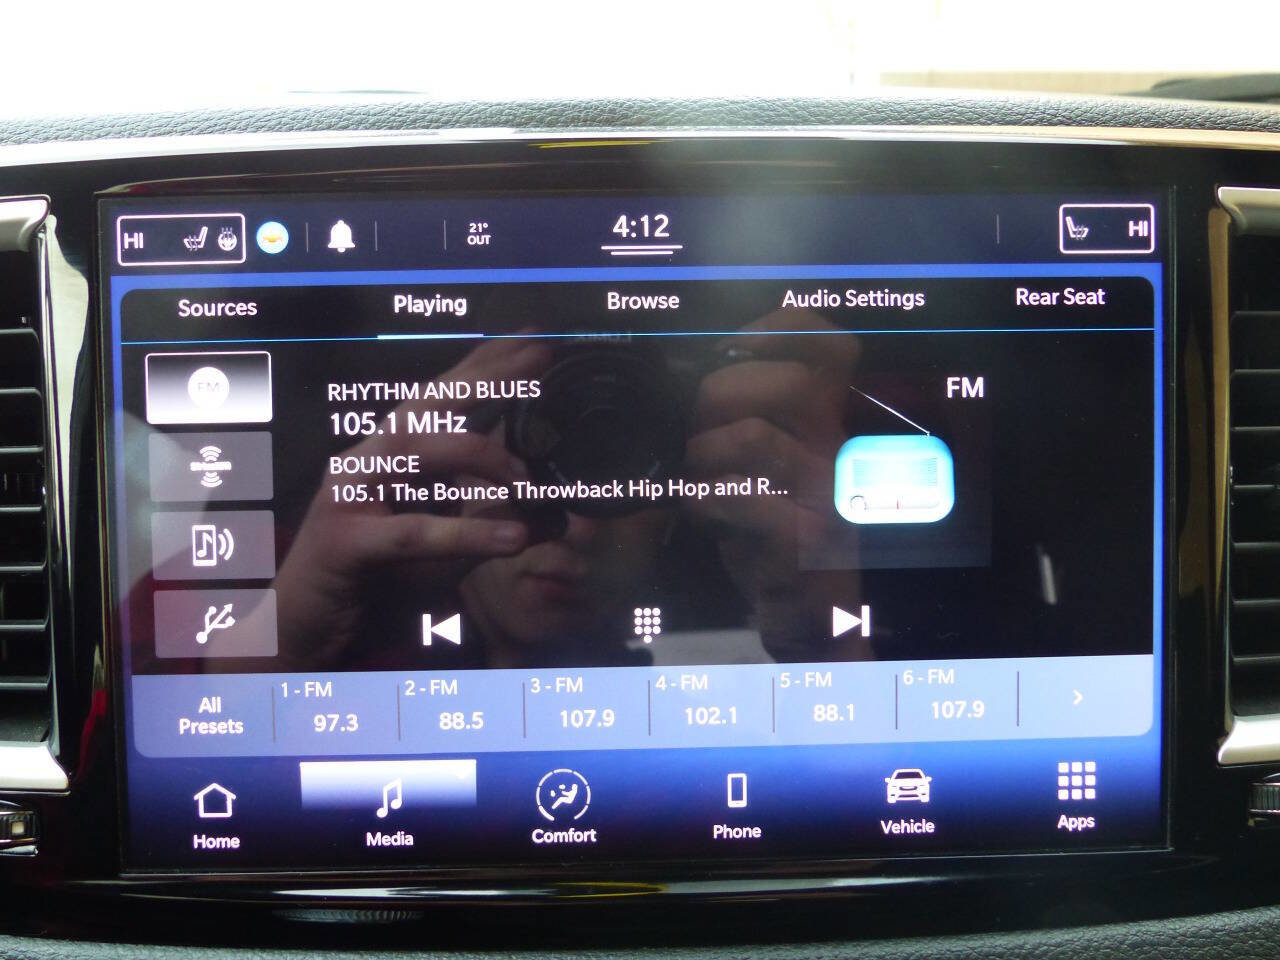 HI
21°
OUT
4:12
HI
Sources Playing Browse Audio Settings Rear Seat
FM
RHYTHM AND BLUES
105.1 MHz
FM
BOUNCE
105.1 The Bounce Throwback Hip Hop and R...
All
Presets
1 - FM
97.3
2 - FM
88.5
3 - FM
107.9
4 - FM
102.1
5 - FM
88.1
6 - FM
107.9
Home Media Comfort Phone Vehicle Apps